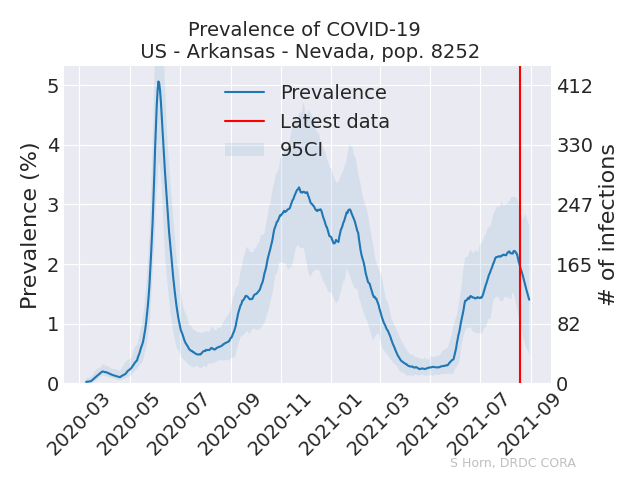 Prevalence of COVID-19
US - Arkansas - Nevada, pop. 8252
Prevalence
Latest data
95CI
Prevalence (%)
5
4
3
2
1
0
# of infections
412
330
247
165
82
0
2020-03
2020-05
2020-07
2020-09
2020-11
2021-01
2021-03
2021-05
2021-07
2021-09
S Horn, DRDC CORA